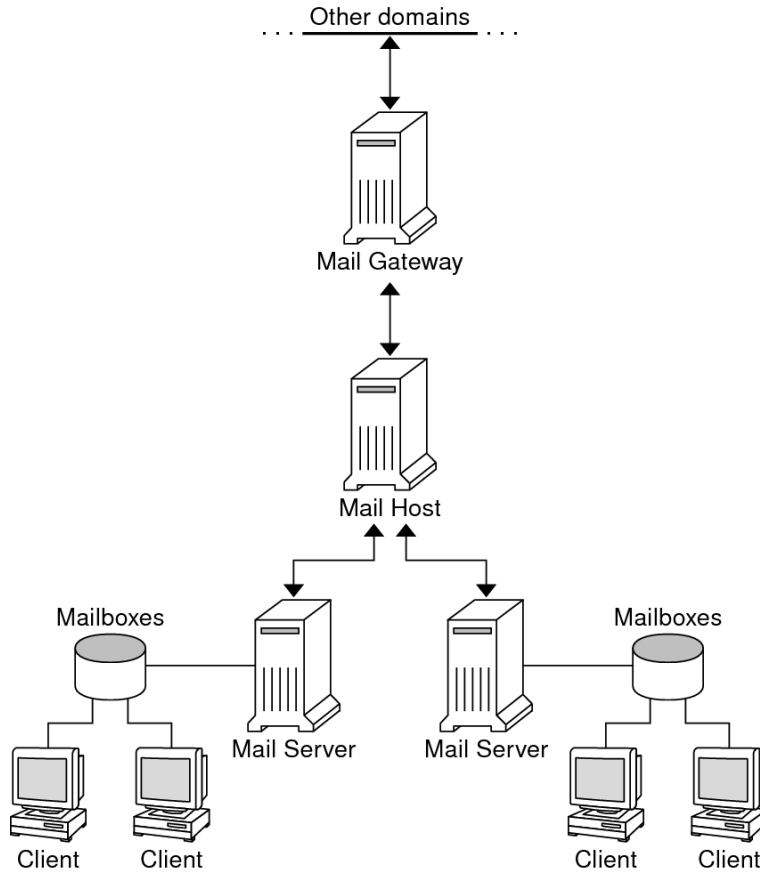 Other domains
Mail Gateway
Mail Host
Mailboxes
Mailboxes
Mail Server
Mail Server
Client
Client
Client
Client